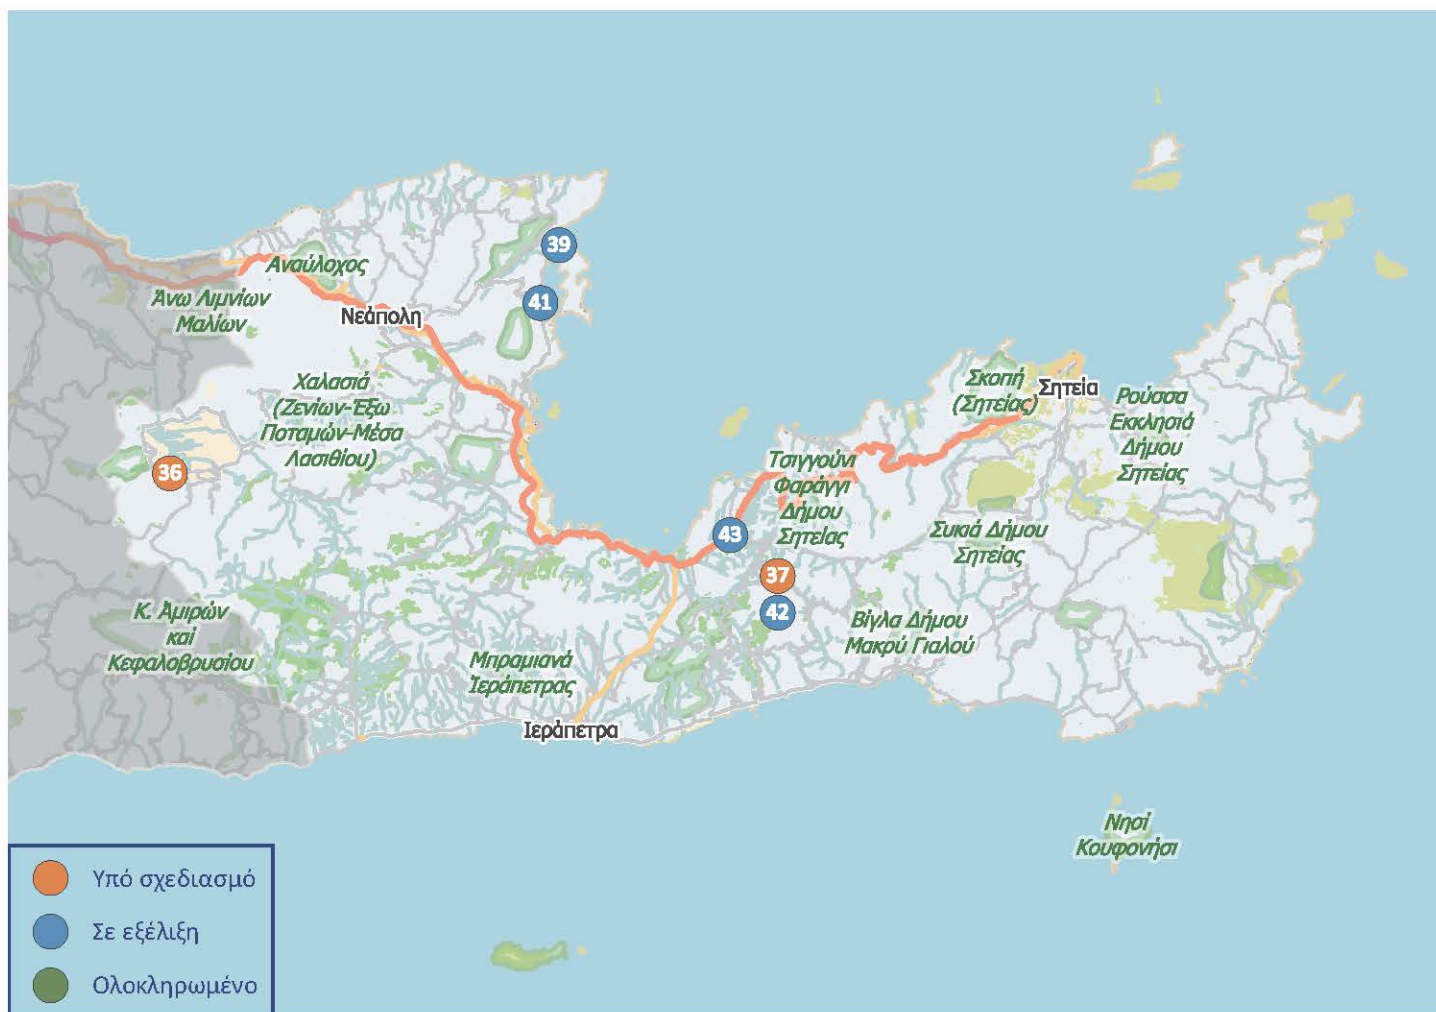 39
Αναύλοχος
Άνω Λιμνίων
Μαλίων
41
Νεάπολη
Χαλασιά
(Ζενίων-Έξω
Ποταμών-Μέσα
Λασιθίου)
36
Σκοπή
(Σητείας)
Σητεία
Ρούσσα
Εκκλησιά
Δήμου
Σητείας
Τσιγγούνι
Φαράγγι
Δήμου
Σητείας
43
Συκιά Δήμου
Σητείας
37
42
Κ. Αμιρών
και
Κεφαλοβρυσίου
Βίγλα Δήμου
Μακρύ Γιαλού
Μπραμιανά
Ιεράπετρας
Ιεράπετρα
Νησί
Κουφονήσι
Υπό σχεδιασμό
Σε εξέλιξη
Ολοκληρωμένο